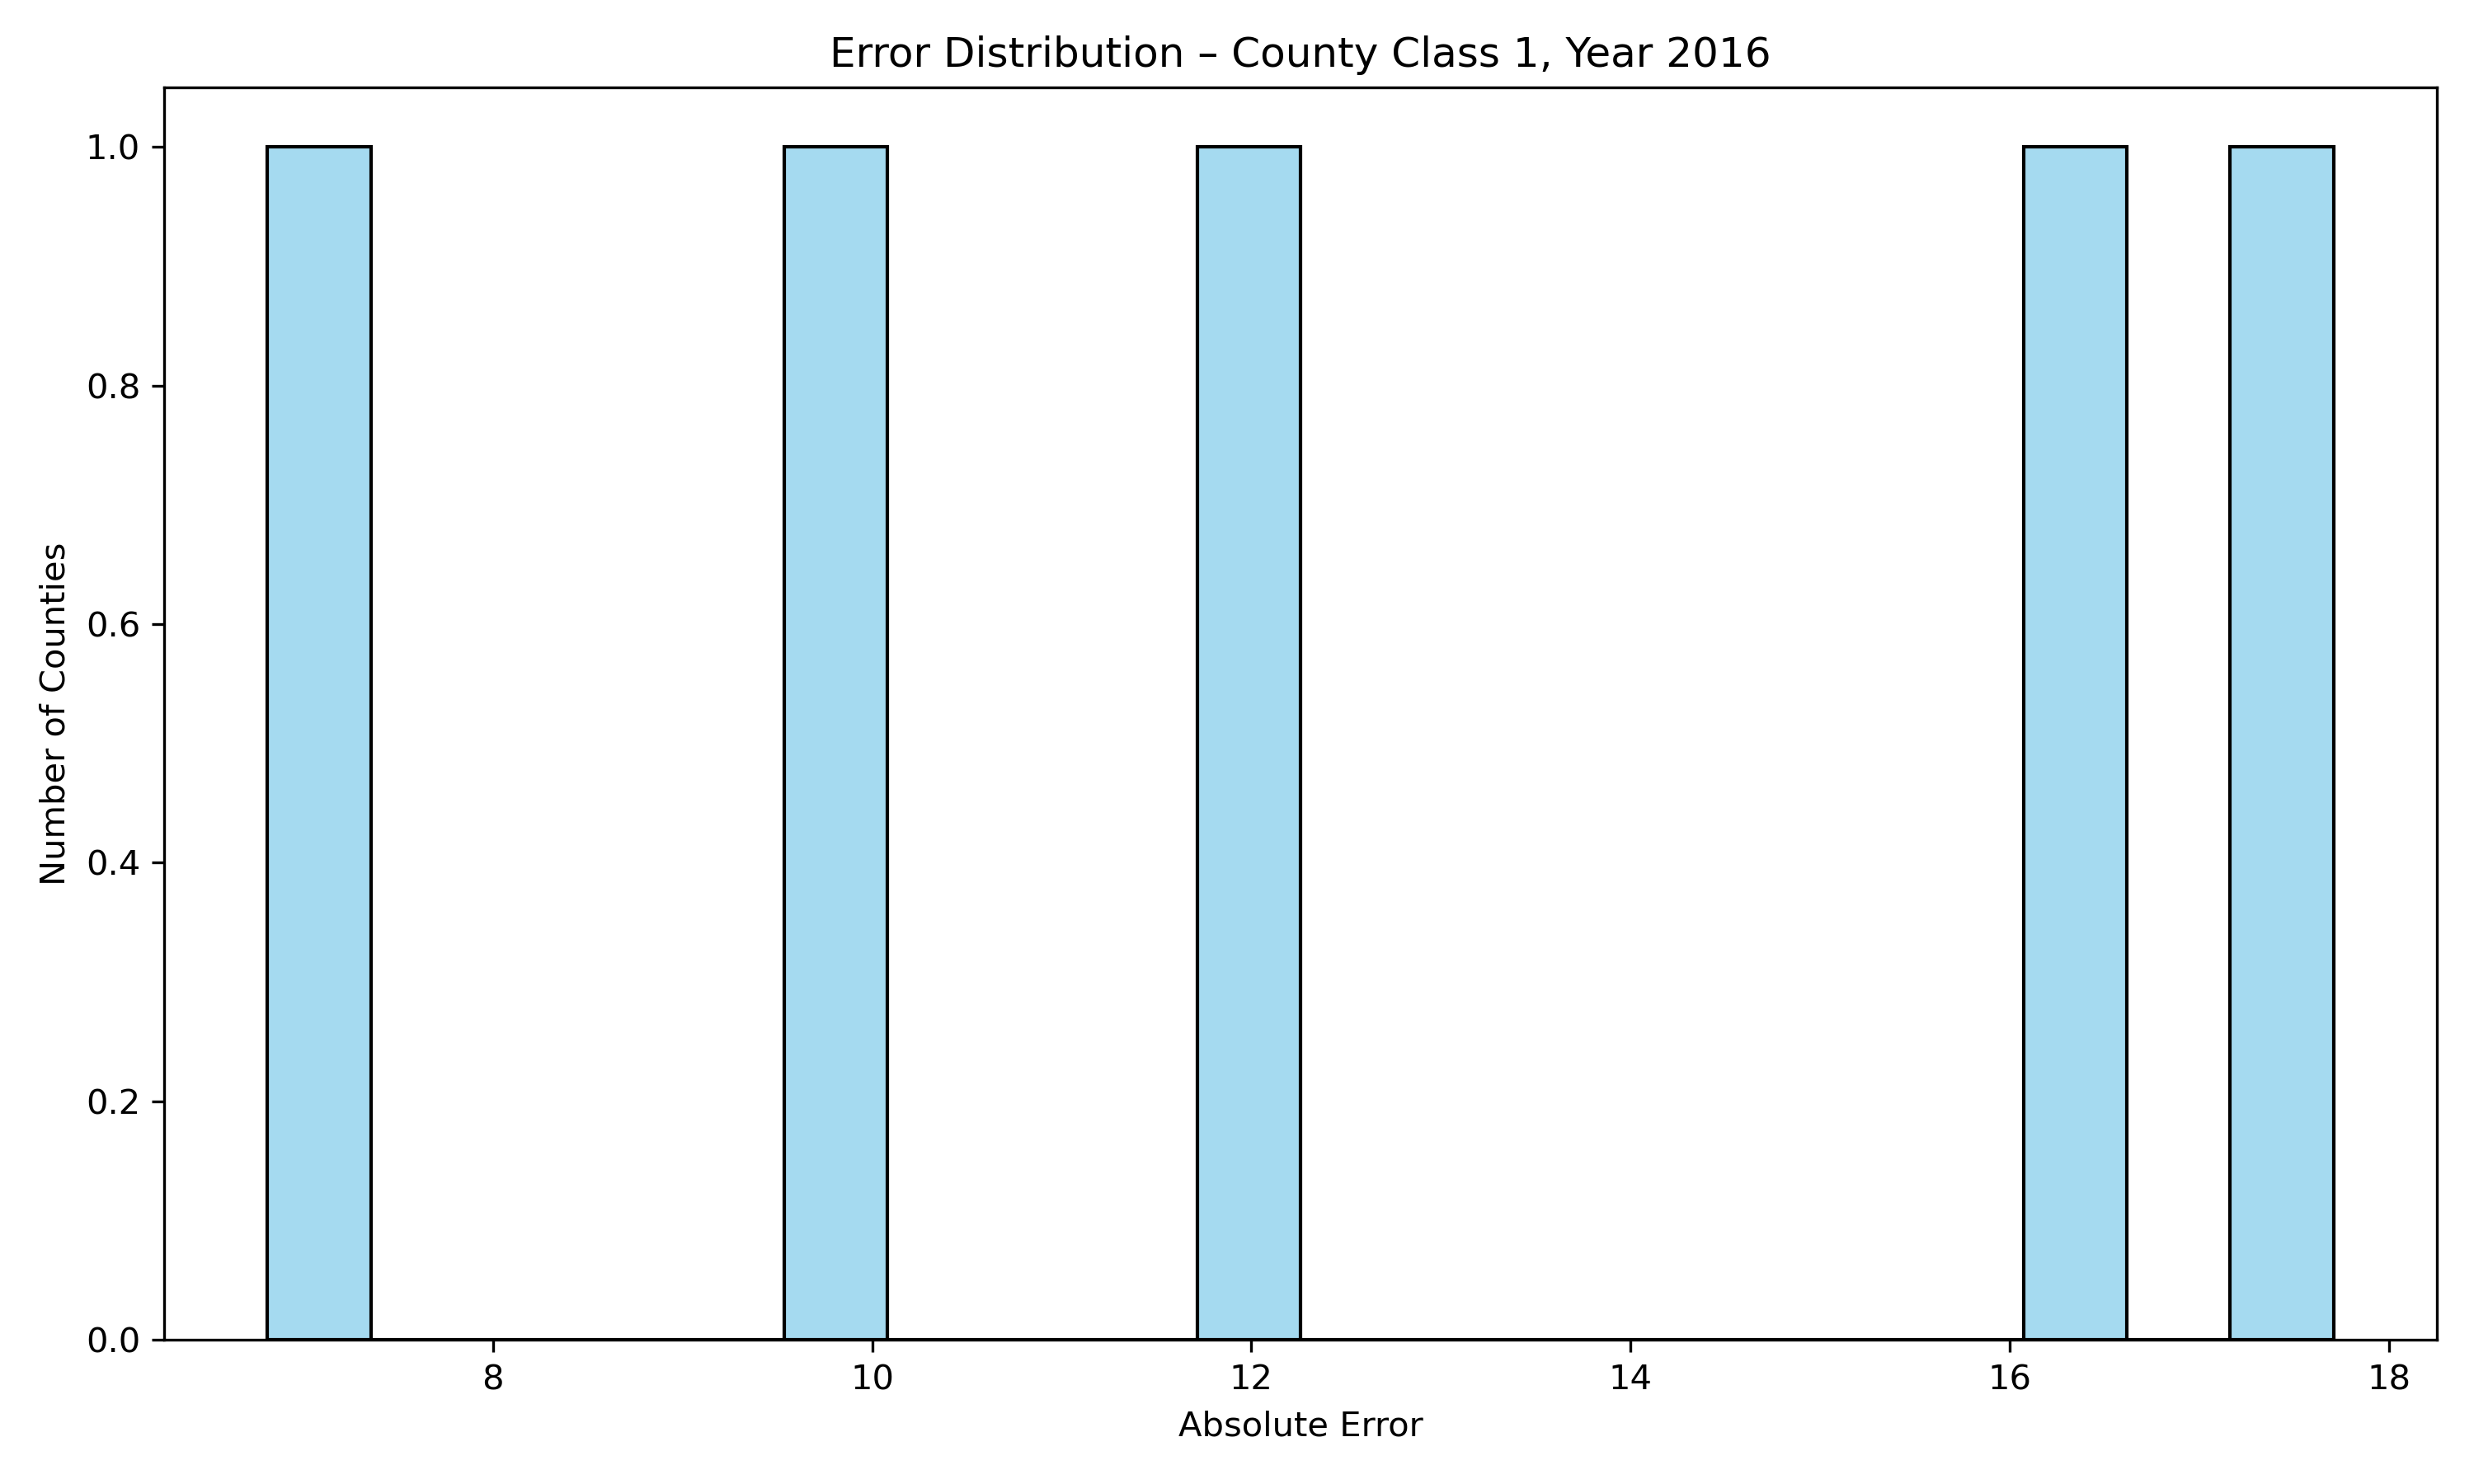 Error Distribution – County Class 1, Year 2016
1.0
0.8
0.6
0.4
0.2
0.0
Number of Counties
8 10 12 14 16 18
Absolute Error